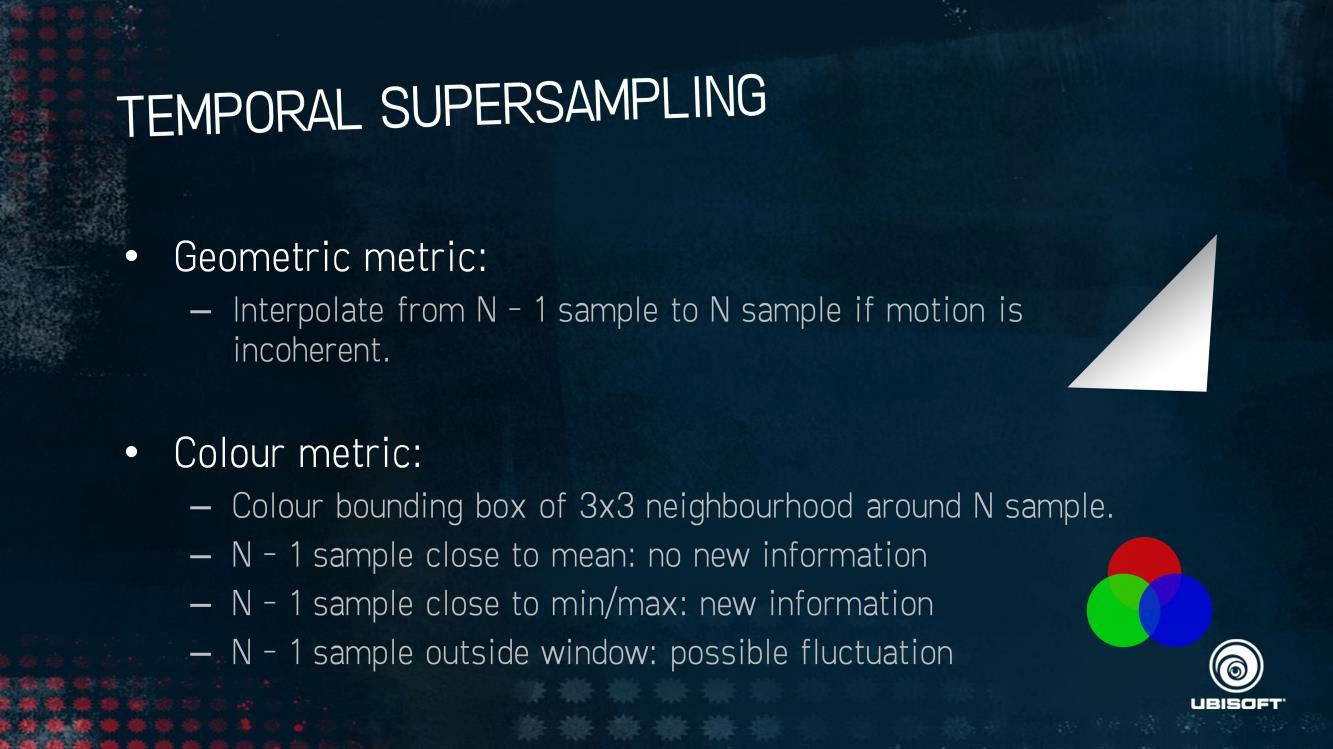 TEMPORAL SUPERSAMPLING
• Geometric metric:
– Interpolate from N – 1 sample to N sample if motion is
incoherent.
• Colour metric:
– Colour bounding box of 3x3 neighbourhood around N sample.
– N – 1 sample close to mean: no new information
– N – 1 sample close to min/max: new information
– N – 1 sample outside window: possible fluctuation
UBISOFT